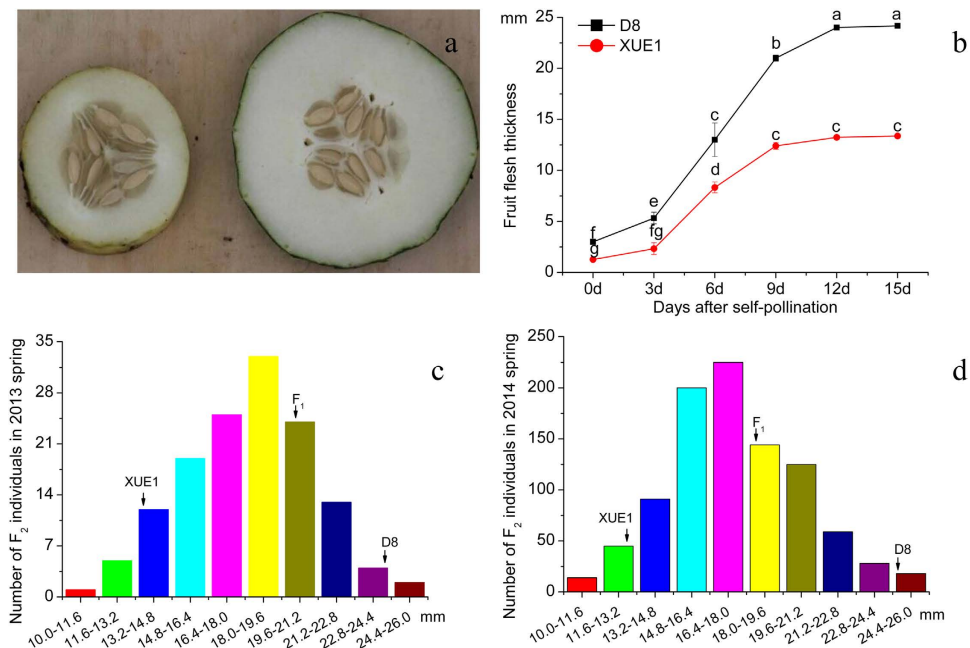 a
b
mm
D8
XUE1
Fruit flesh thickness
25
20
15
10
5
0
f
g
e
fg
c
d
b
c
a
c
a
c
0d 3d 6d 9d 12d 15d
Days after self-pollination
c
Number of F₂ individuals in 2013 spring
35
28
21
14
7
0
XUE1
F₁
D8
10.0-11.6 11.6-13.2 13.2-14.8 14.8-16.4 16.4-18.0 18.0-19.6 19.6-21.2 21.2-22.8 22.8-24.4 24.4-26.0 mm
d
Number of F₂ individuals in 2014 spring
250
200
150
100
50
0
XUE1
F₁
D8
10.0-11.6 11.6-13.2 13.2-14.8 14.8-16.4 16.4-18.0 18.0-19.6 19.6-21.2 21.2-22.8 22.8-24.4 24.4-26.0 mm